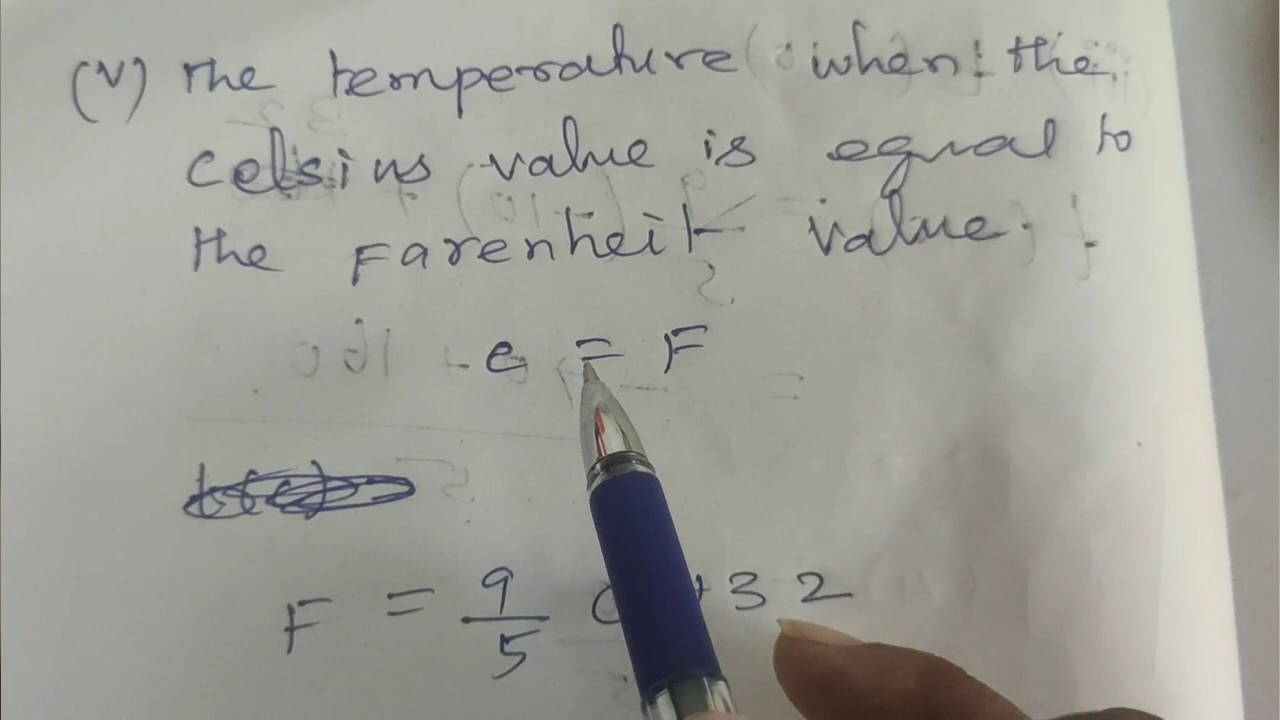 (V) The temperature when the
celsius value is equal to
the Farenheit value.
c = F
F = 9/5 C +32